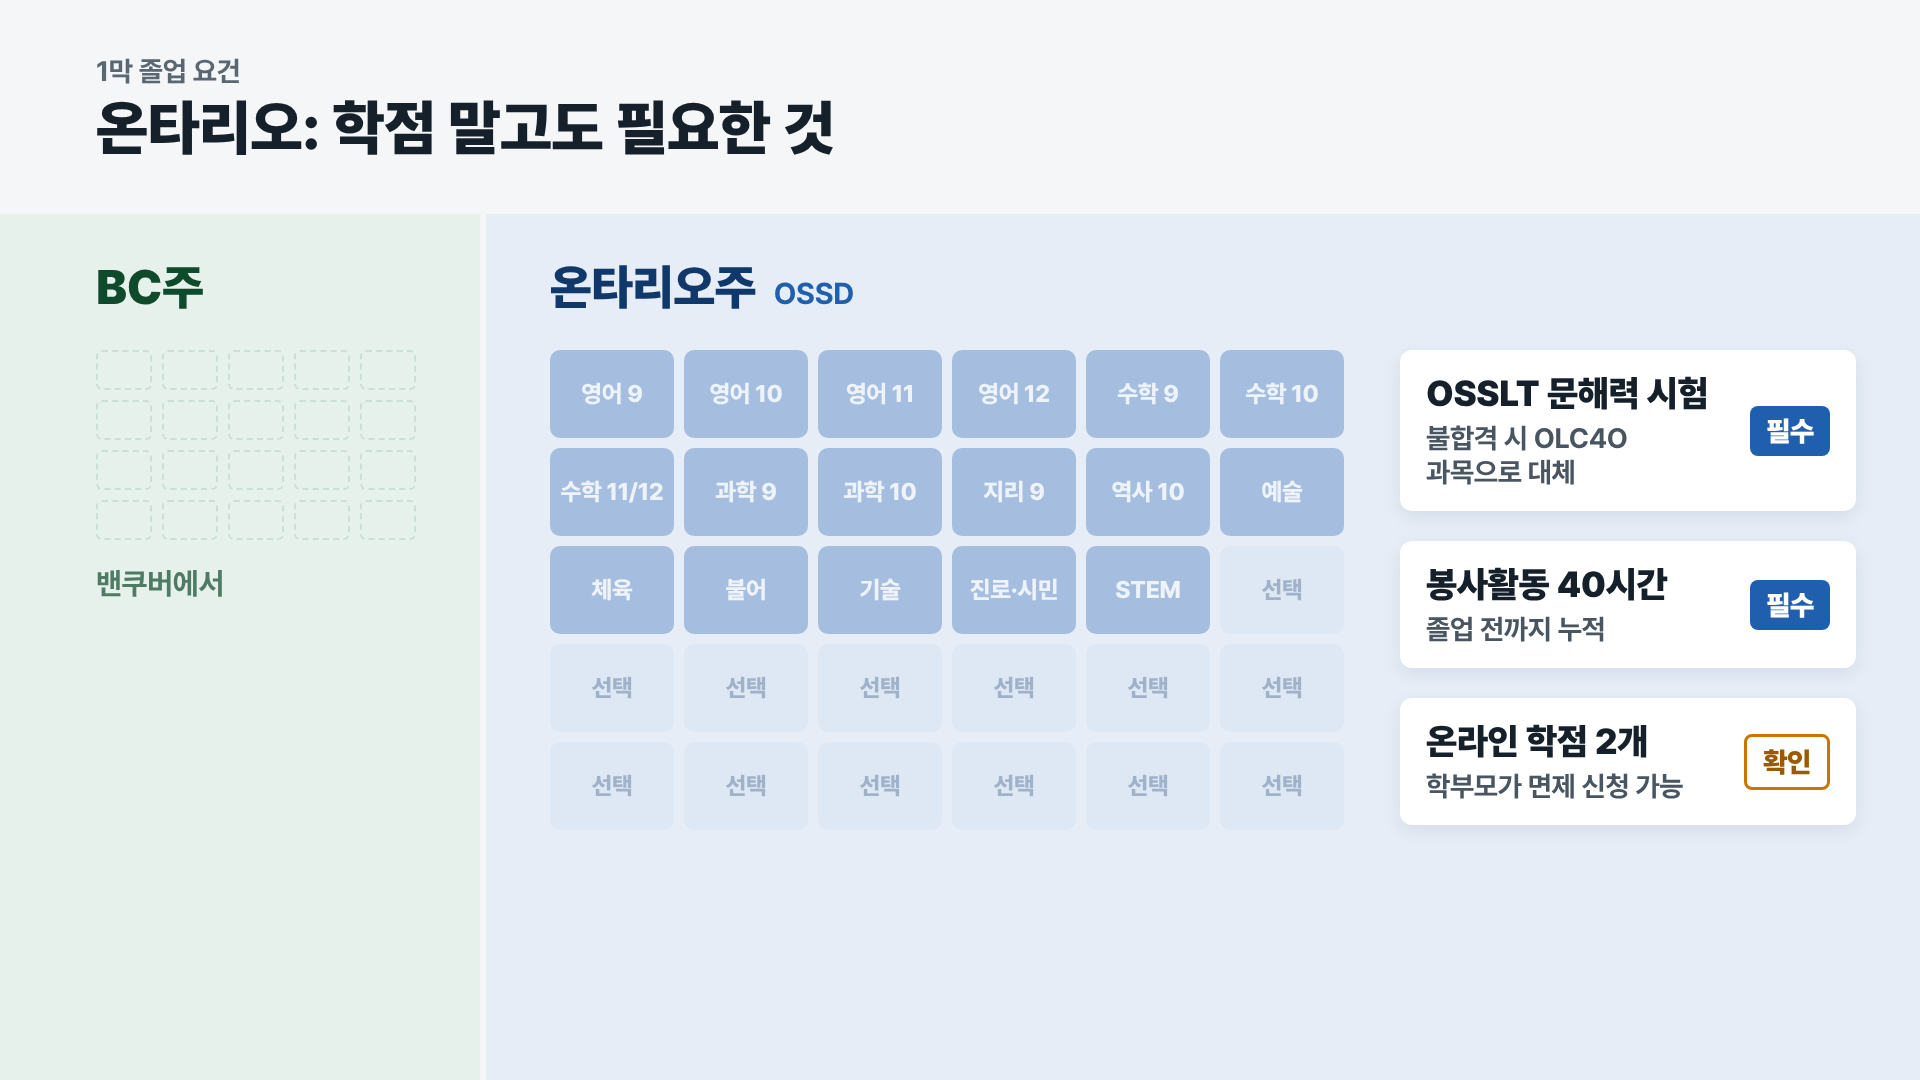 1막 졸업 요건
온타리오: 학점 말고도 필요한 것
BC주
밴쿠버에서
온타리오주 OSSD
영어 9 영어 10 영어 11 영어 12 수학 9 수학 10
수학 11/12 과학 9 과학 10 지리 9 역사 10 예술
체육 불어 기술 진로·시민 STEM 선택
선택 선택 선택 선택 선택 선택
선택 선택 선택 선택 선택 선택
OSSLT 문해력 시험
불합격 시 OLC4O
과목으로 대체
필수
봉사활동 40시간
졸업 전까지 누적
필수
온라인 학점 2개
학부모가 면제 신청 가능
확인